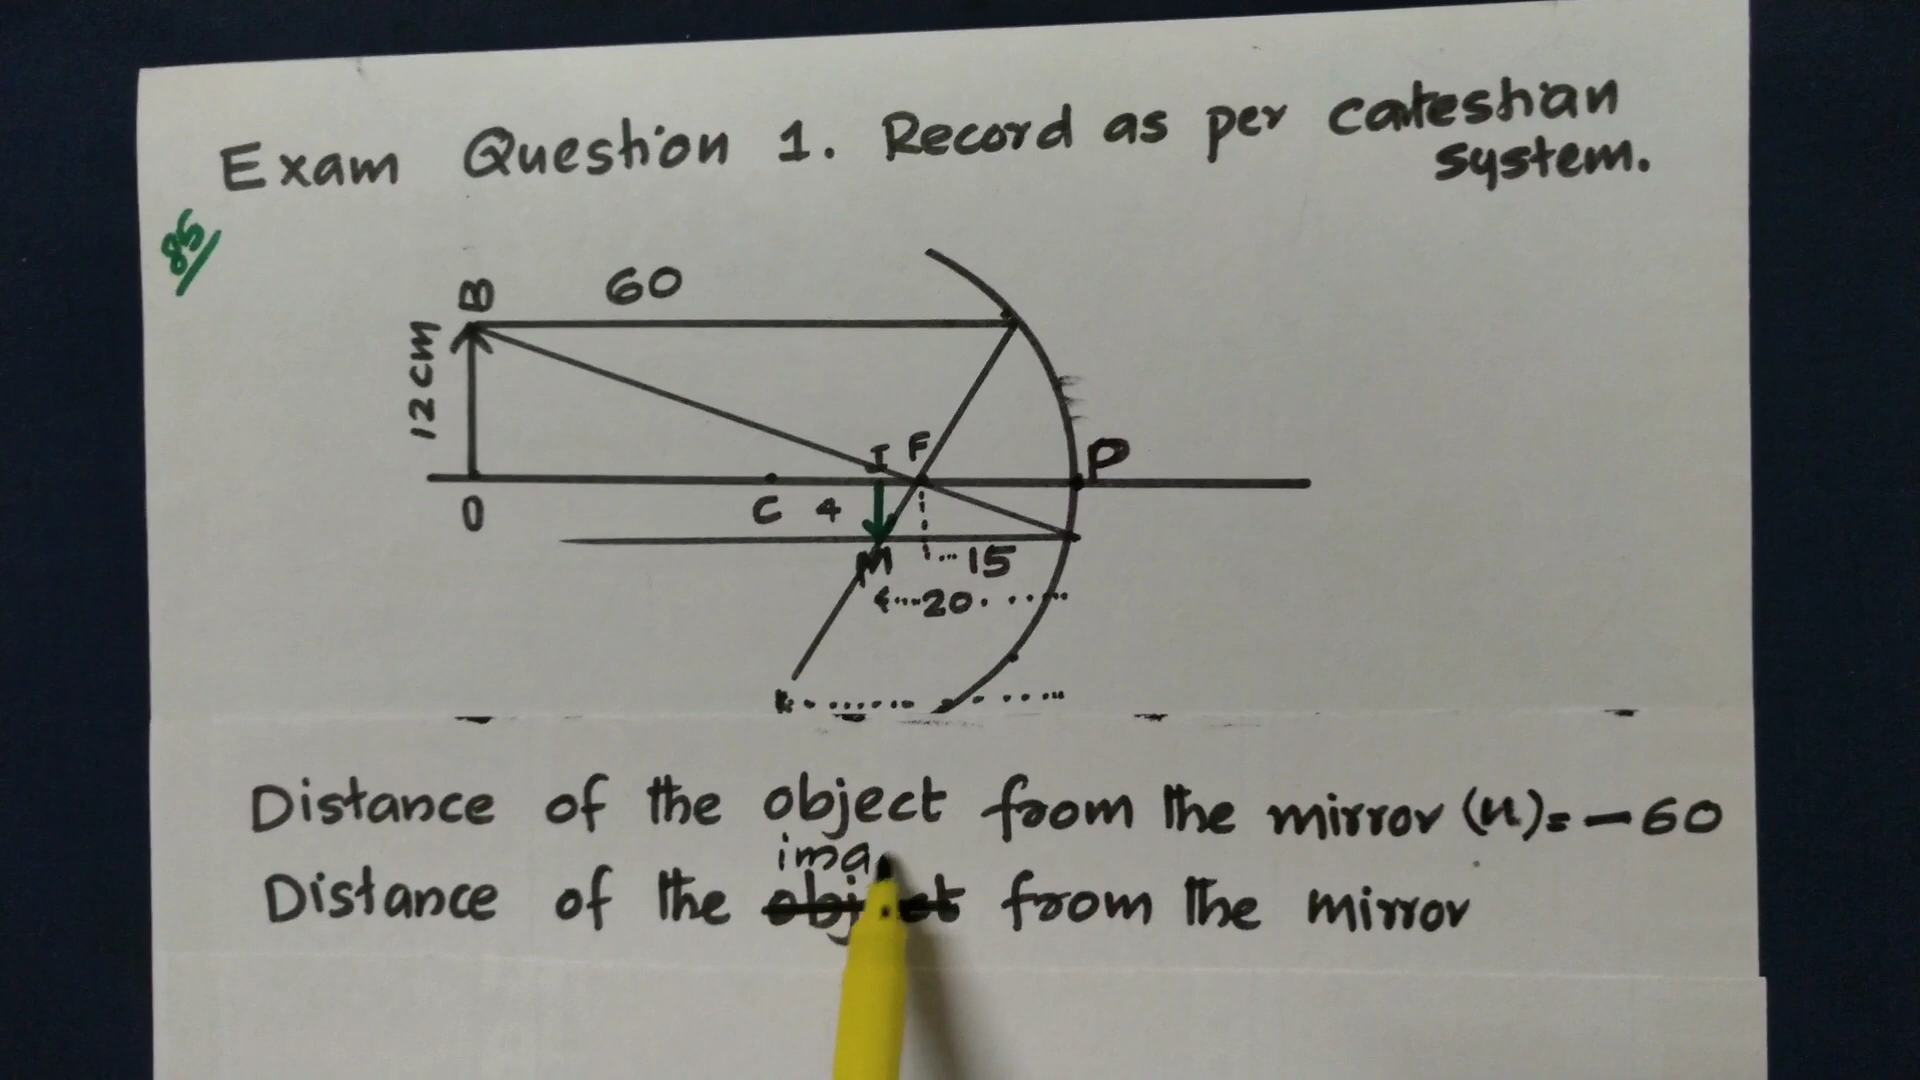 Exam Question 1. Record as per cateshian
system.
85
B
60
12 cm
I F
P
O
C 4
M
15
20
Distance of the object from the mirror (u) = - 60
ima
Distance of the object from the mirror